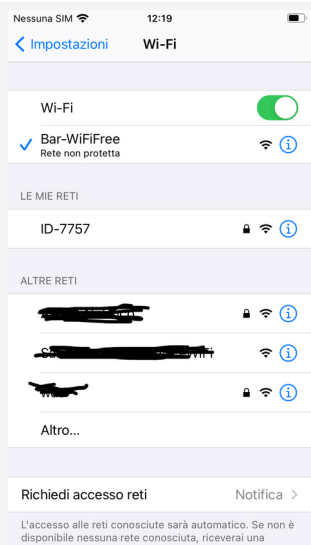 Nessuna SIM 12:19
Impostazioni Wi-Fi
Wi-Fi
Bar-WiFiFree
Rete non protetta
LE MIE RETI
ID-7757
ALTRE RETI
Altro...
Richiedi accesso reti Notifica
L'accesso alle reti conosciute sarà automatico. Se non è
disponibile nessuna rete conosciuta, riceverai una